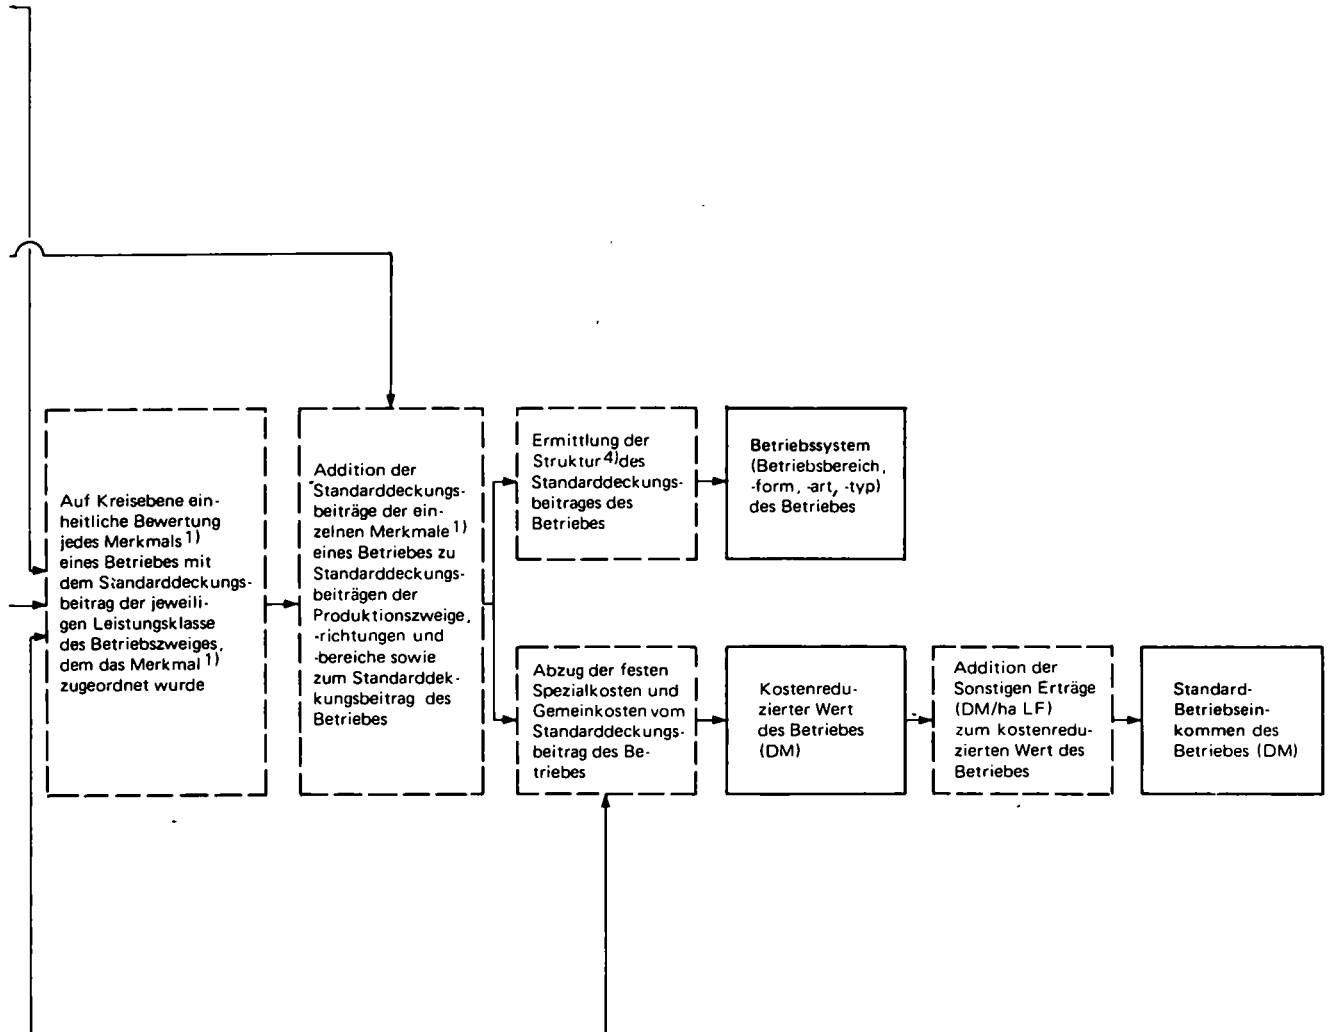 Auf Kreisebene ein-
heitliche Bewertung
jedes Merkmals 1)
eines Betriebes mit
dem Standarddeckungs-
beitrag der jeweili-
gen Leistungsklasse
des Betriebszweiges,
dem das Merkmal 1)
zugeordnet wurde
Addition der
Standarddeckungs-
beiträge der ein-
zelnen Merkmale 1)
eines Betriebes zu
Standarddeckungs-
beiträgen der
Produktionszweige,
-richtungen und
-bereiche sowie
zum Standarddek-
kungsbeitrag des
Betriebes
Ermittlung der
Struktur 4) des
Standarddeckungs-
beitrages des
Betriebes
Betriebssystem
(Betriebsbereich,
-form, -art, -typ)
des Betriebes
Abzug der festen
Spezialkosten und
Gemeinkosten vom
Standarddeckungs-
beitrag des Be-
triebes
Kostenredu-
zierter Wert
des Betriebes
(DM)
Addition der
Sonstigen Erträge
(DM/ha LF)
zum kostenredu-
zierten Wert des
Betriebes
Standard-
Betriebsein-
kommen des
Betriebes (DM)